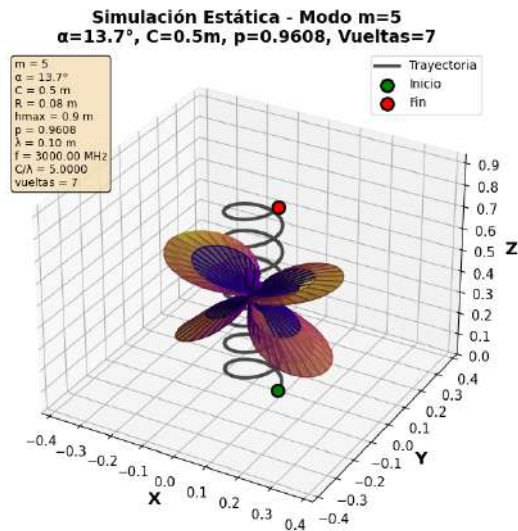 Simulación Estática - Modo m=5
α=13.7°, C=0.5m, p=0.9608, Vueltas=7
m = 5
α = 13.7°
C = 0.5 m
R = 0.08 m
hmax = 0.9 m
p = 0.9608
λ = 0.10 m
f = 3000.00 MHz
C/λ = 5.0000
vueltas = 7
Trayectoria
Inicio
Fin
0.9
0.8
0.7
0.6
0.5
0.4
0.3
0.2
0.1
0.0
Z
0.4
0.3
0.2
0.1
0.0
−0.1
−0.2
−0.3
−0.4
Y
−0.4
−0.3
−0.2
−0.1
0.0
0.1
0.2
0.3
0.4
X